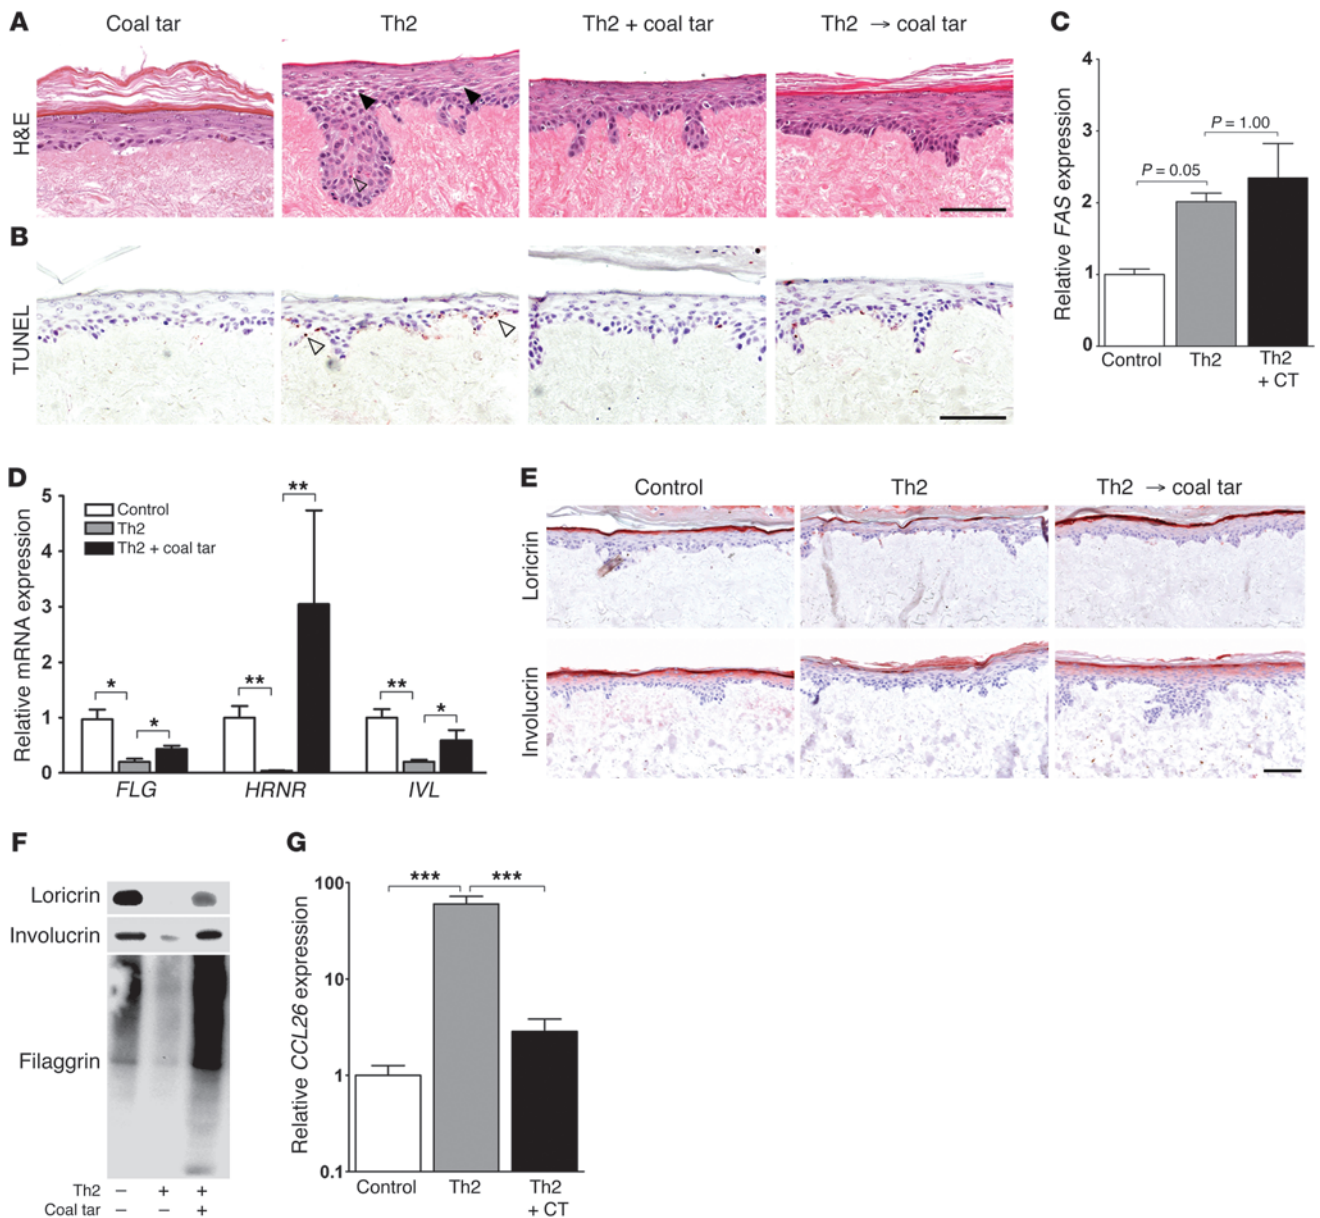 A
Coal tar
Th2
Th2 + coal tar
Th2 → coal tar
H&E
B
TUNEL
C
Relative FAS expression
4
3
2
1
0
P = 0.05
P = 1.00
Control
Th2
Th2
+ CT
D
Relative mRNA expression
5
4
3
2
1
0
Control
Th2
Th2 + coal tar
*
*
**
**
**
*
FLG
HRNR
IVL
E
Control
Th2
Th2 → coal tar
Loricrin
Involucrin
F
Loricrin
Involucrin
Filaggrin
Th2 − + +
Coal tar − − +
G
Relative CCL26 expression
100
10
1
0.1
***
***
Control
Th2
Th2
+ CT